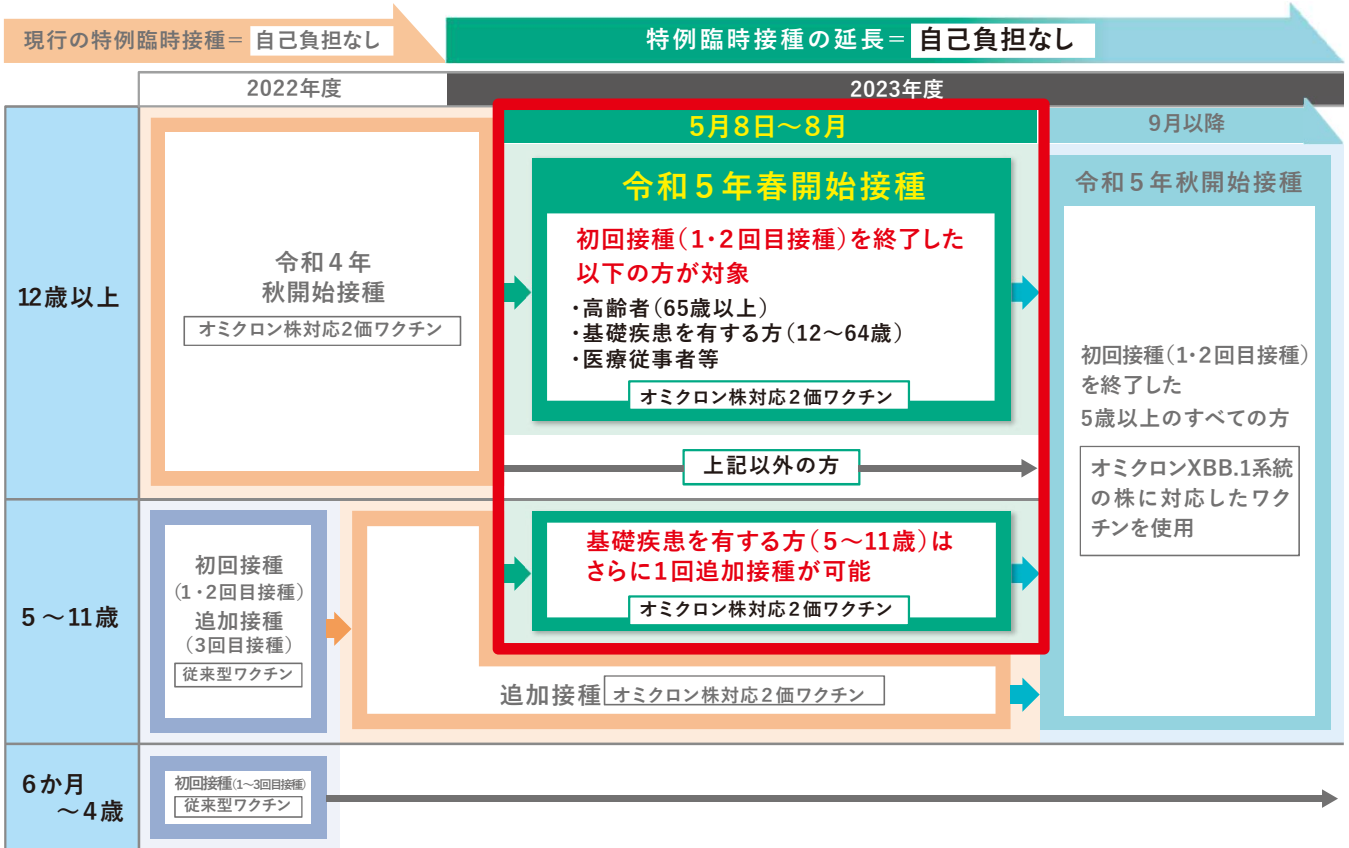 現行の特例臨時接種＝ 自己負担なし
特例臨時接種の延長＝ 自己負担なし
2022年度
2023年度
5月8日～8月
9月以降
12歳以上
令和4年
秋開始接種
オミクロン株対応2価ワクチン
令和5年春開始接種
初回接種(1・2回目接種)を終了した
以下の方が対象
・高齢者(65歳以上)
・基礎疾患を有する方(12～64歳)
・医療従事者等
オミクロン株対応2価ワクチン
上記以外の方
令和5年秋開始接種
初回接種(1・2回目接種)
を終了した
5歳以上のすべての方
オミクロンXBB.1系統
の株に対応したワク
チンを使用
5～11歳
初回接種
(1・2回目接種)
追加接種
(3回目接種)
従来型ワクチン
基礎疾患を有する方(5～11歳)は
さらに1回追加接種が可能
オミクロン株対応2価ワクチン
追加接種 オミクロン株対応2価ワクチン
6か月
～4歳
初回接種(1～3回目接種)
従来型ワクチン